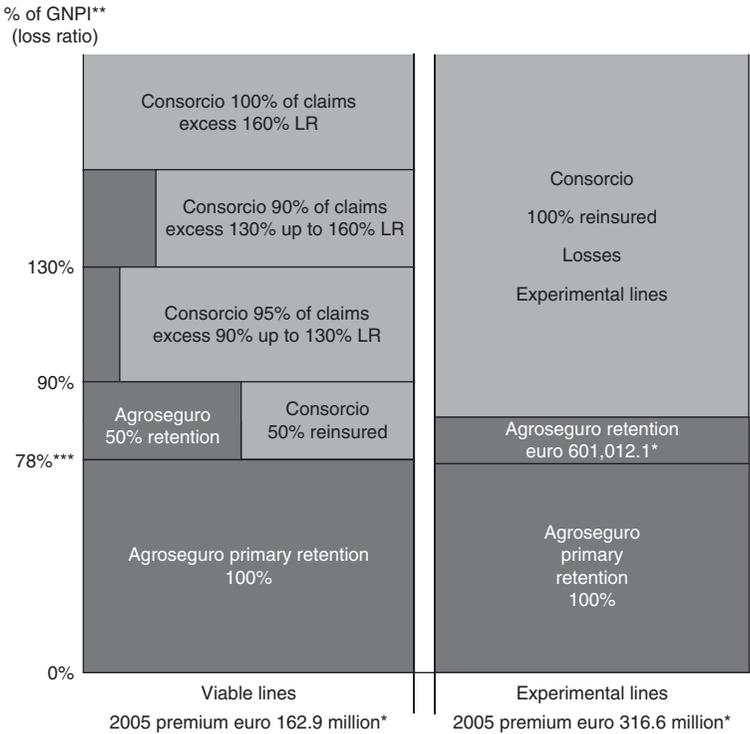 % of GNPI**
(loss ratio)
Consorcio 100% of claims
excess 160% LR
Consorcio 90% of claims
excess 130% up to 160% LR
130%
Consorcio 95% of claims
excess 90% up to 130% LR
90%
Agroseguro
50% retention
Consorcio
50% reinsured
78%***
Agroseguro primary retention
100%
0%
Viable lines
2005 premium euro 162.9 million*
Consorcio
100% reinsured
Losses
Experimental lines
Agroseguro retention
euro 601,012.1*
Agroseguro
primary
retention
100%
Experimental lines
2005 premium euro 316.6 million*